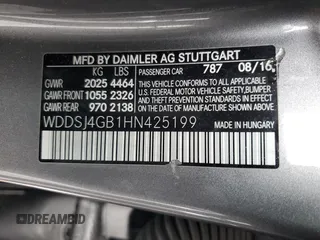 MFD BY DAIMLER AG STUTTGART
KG LBS PASSENGER CAR 787 08/16
GVWR 2025 4464
GAWR FRONT 1055 2326
GAWR REAR 970 2138
THIS VEHICLE CONFORMS TO ALL APPLICABLE
U.S. FEDERAL MOTOR VEHICLE SAFETY, BUMPER,
AND THEFT PREVENTION STANDARDS IN EFFECT
ON THE DATE OF MANUFACTURE SHOWN ABOVE.
WDDSJ4GB1HN425199 MADE IN HUNGARY
DREAMBID